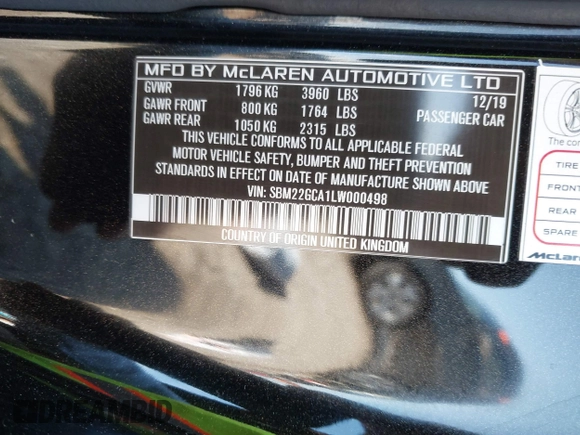 MFD BY McLAREN AUTOMOTIVE LTD
GVWR 1796 KG 3960 LBS 12/19
GAWR FRONT 800 KG 1764 LBS PASSENGER CAR
GAWR REAR 1050 KG 2315 LBS
THIS VEHICLE CONFORMS TO ALL APPLICABLE FEDERAL
MOTOR VEHICLE SAFETY, BUMPER AND THEFT PREVENTION
STANDARDS IN EFFECT ON DATE OF MANUFACTURE SHOWN ABOVE
VIN: SBM22GCA1LW000498
COUNTRY OF ORIGIN UNITED KINGDOM
The
TIRE
FRONT
REAR
SPARE
McLaren
DREAMBID